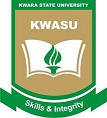 KWARA STATE UNIVERSITY
KWASU
Skills & Integrity